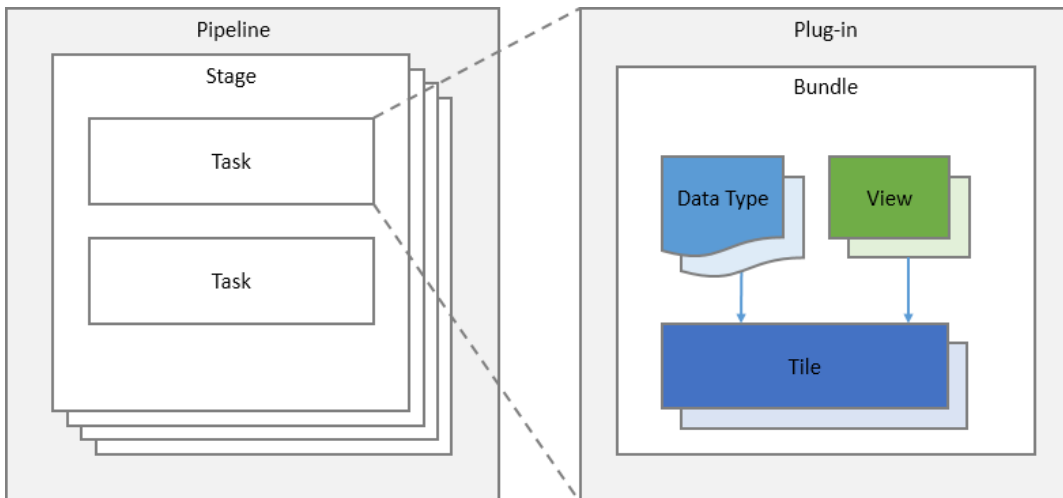 Pipeline
Stage
Task
Task
Plug-in
Bundle
Data Type
View
Tile